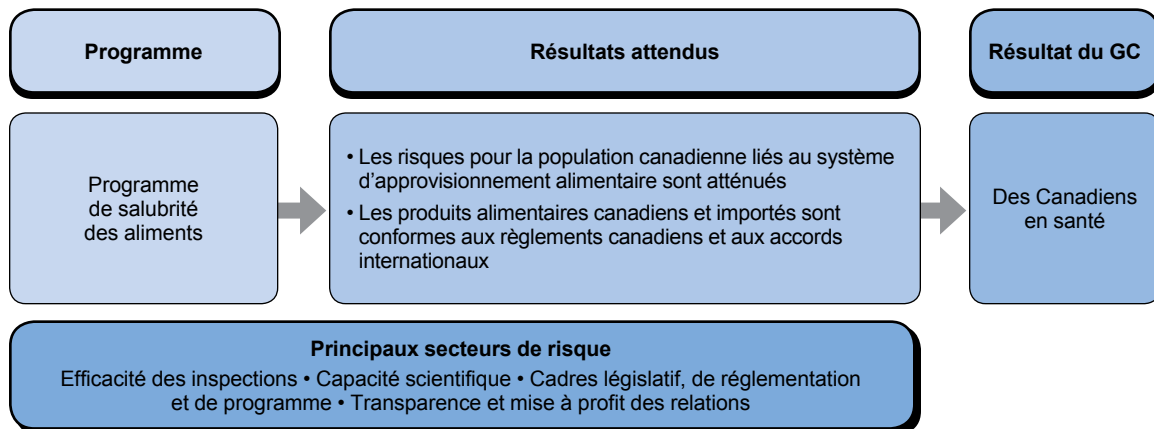 Programme
Résultats attendus
Résultat du GC
Programme
de salubrité
des aliments
• Les risques pour la population canadienne liés au système
d’approvisionnement alimentaire sont atténués
• Les produits alimentaires canadiens et importés sont
conformes aux règlements canadiens et aux accords
internationaux
Des Canadiens
en santé
Principaux secteurs de risque
Efficacité des inspections • Capacité scientifique • Cadres législatif, de réglementation
et de programme • Transparence et mise à profit des relations